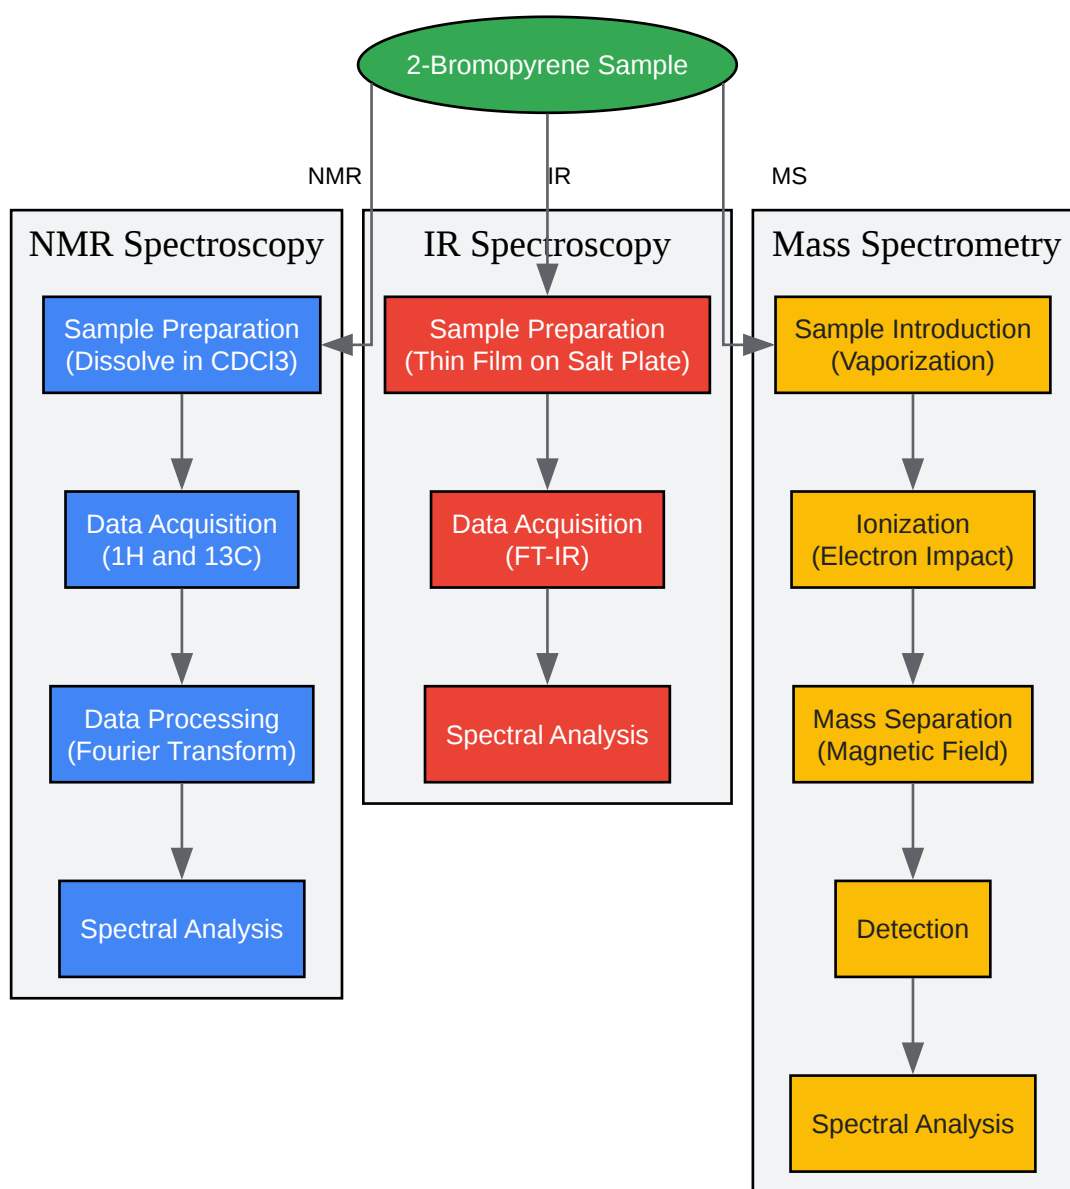 2-Bromopyrene Sample
NMR
IR
MS
NMR Spectroscopy
Sample Preparation
(Dissolve in CDCl3)
Data Acquisition
(1H and 13C)
Data Processing
(Fourier Transform)
Spectral Analysis
IR Spectroscopy
Sample Preparation
(Thin Film on Salt Plate)
Data Acquisition
(FT-IR)
Spectral Analysis
Mass Spectrometry
Sample Introduction
(Vaporization)
Ionization
(Electron Impact)
Mass Separation
(Magnetic Field)
Detection
Spectral Analysis